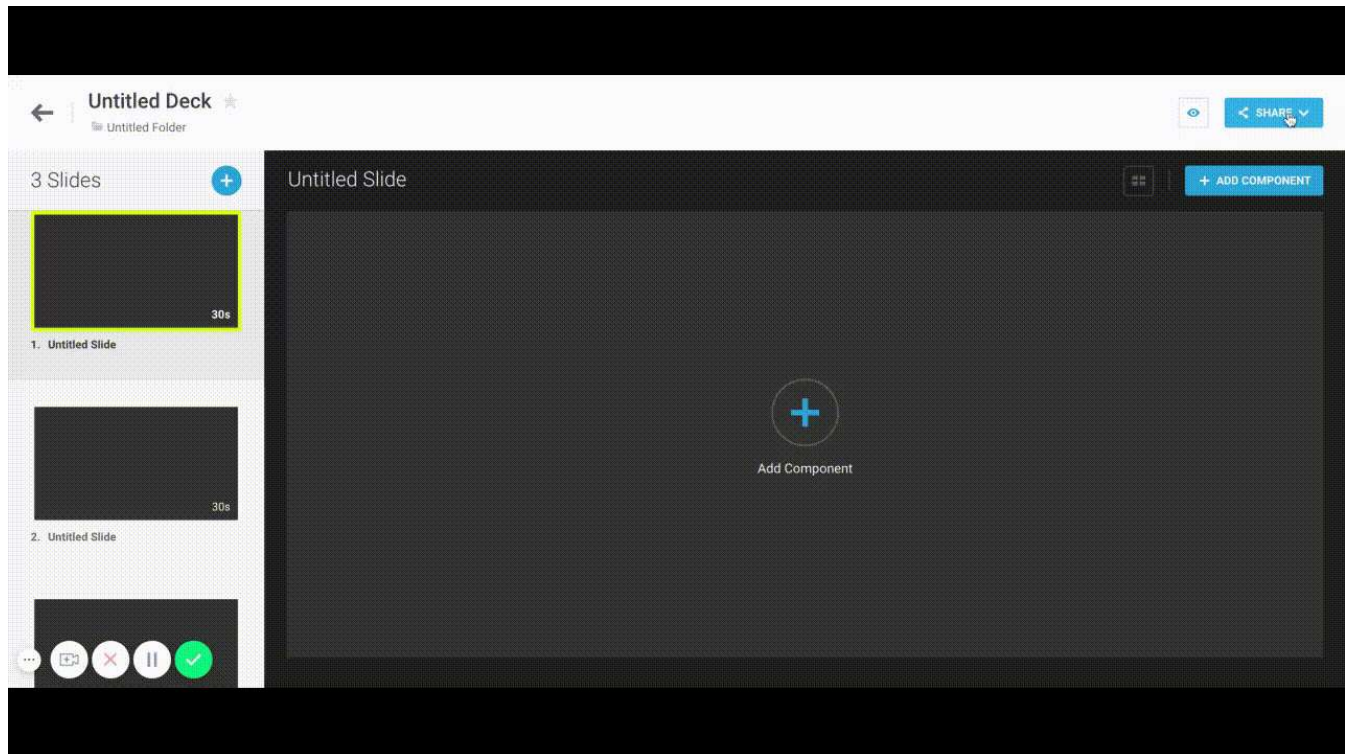 Untitled Deck
Untitled Folder
SHARE
3 Slides
Untitled Slide
+ ADD COMPONENT
30s
1. Untitled Slide
Add Component
30s
2. Untitled Slide